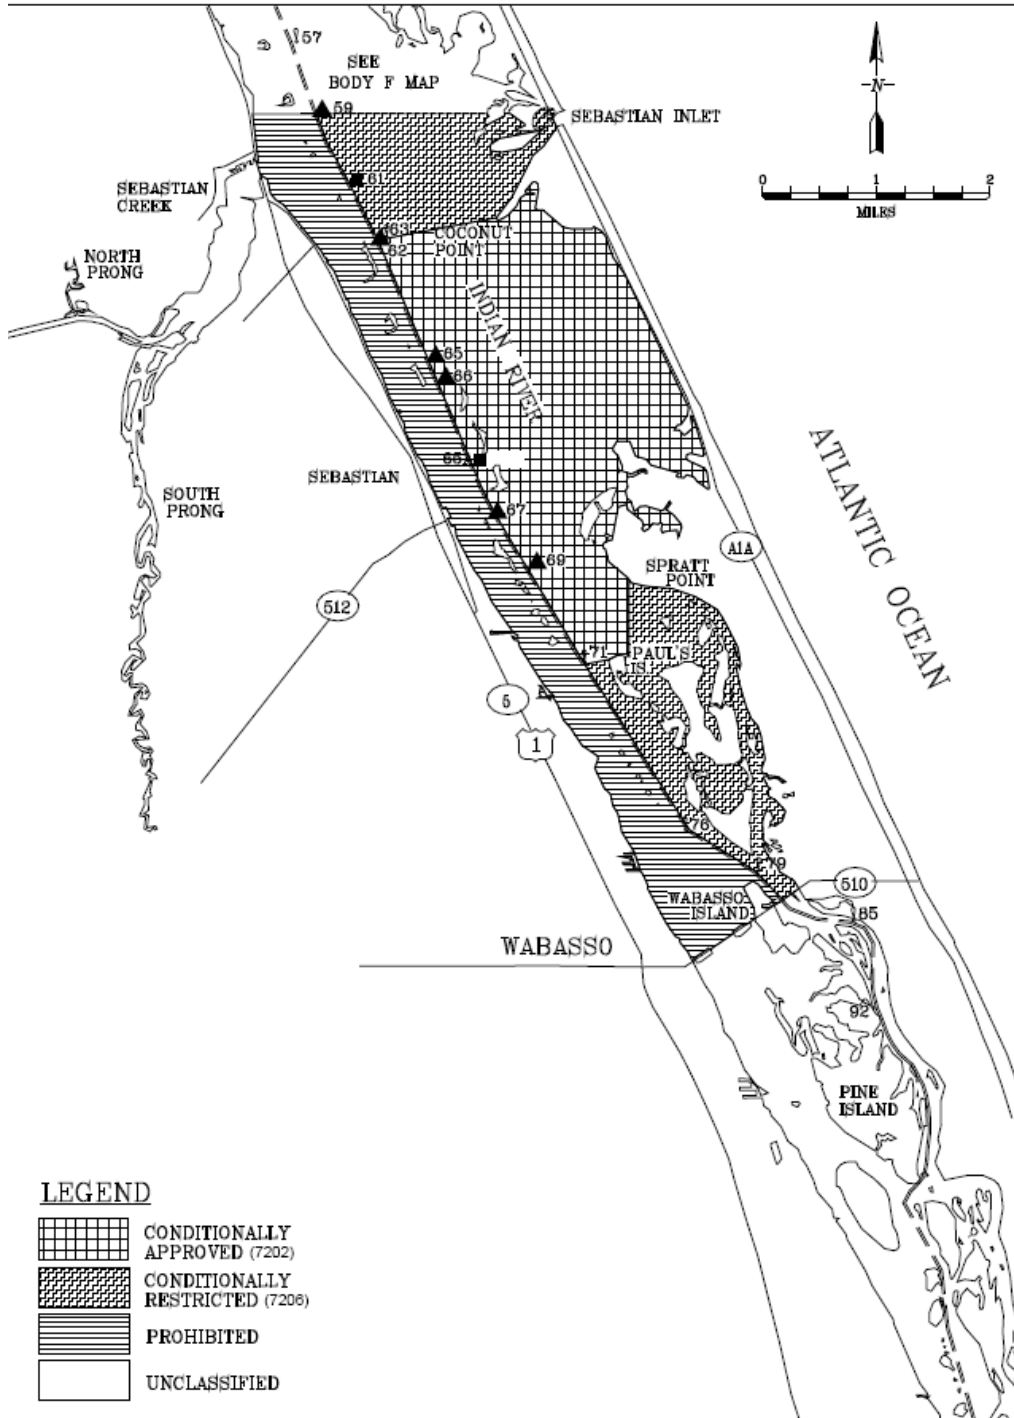 57
SEE
BODY F MAP
59
SEBASTIAN INLET
N
0 1 2
MILES
61
SEBASTIAN
CREEK
63
62
COCONUT
POINT
NORTH
PRONG
INDIAN RIVER
65
66
ATLANTIC OCEAN
SEBASTIAN
SOUTH
PRONG
67
A1A
69
SPRATT
POINT
512
71
PAUL'S
IS.
5
1
76
79
510
WABASSO
ISLAND
85
WABASSO
92
PINE
ISLAND
LEGEND
CONDITIONALLY
APPROVED (7202)
CONDITIONALLY
RESTRICTED (7206)
PROHIBITED
UNCLASSIFIED